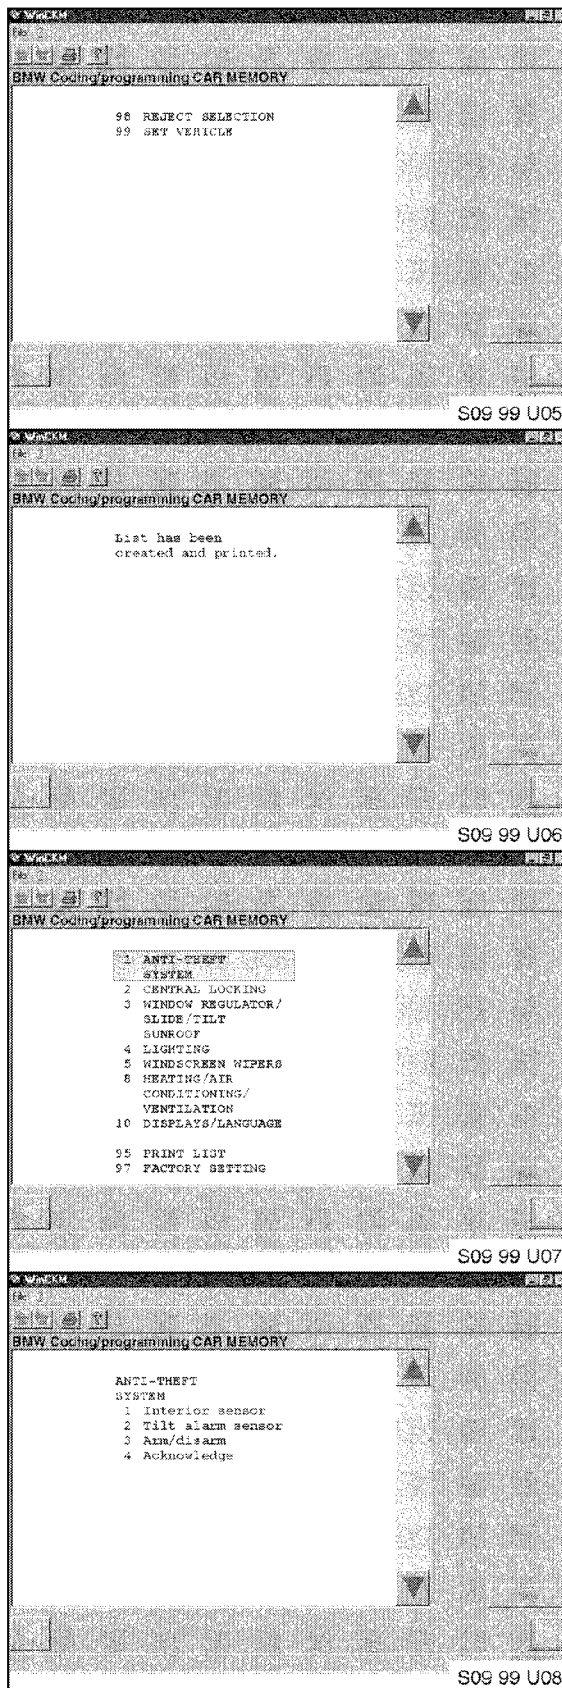 WinCKM
File ?
BMW Coding/programming CAR MEMORY
98 REJECT SELECTION
99 SET VEHICLE
S09 99 U05
WinCKM
File ?
BMW Coding/programming CAR MEMORY
List has been
created and printed.
S09 99 U06
WinCKM
File ?
BMW Coding/programming CAR MEMORY
1 ANTI-THEFT
SYSTEM
2 CENTRAL LOCKING
3 WINDOW REGULATOR/
SLIDE/TILT
SUNROOF
4 LIGHTING
5 WINDSCREEN WIPERS
8 HEATING/AIR
CONDITIONING/
VENTILATION
10 DISPLAYS/LANGUAGE
95 PRINT LIST
97 FACTORY SETTING
S09 99 U07
WinCKM
File ?
BMW Coding/programming CAR MEMORY
ANTI-THEFT
SYSTEM
1 Interior sensor
2 Tilt alarm sensor
3 Arm/disarm
4 Acknowledge
S09 99 U08